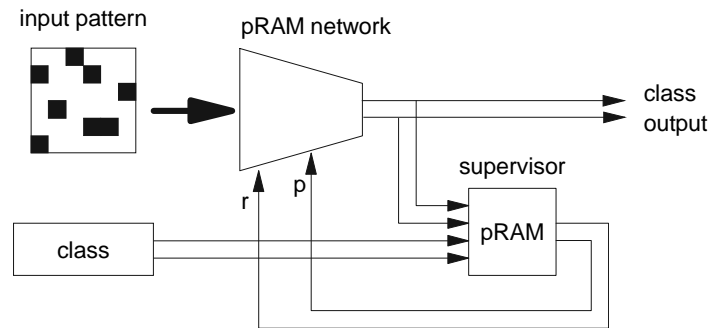 input pattern
pRAM network
class
output
supervisor
r
p
pRAM
class